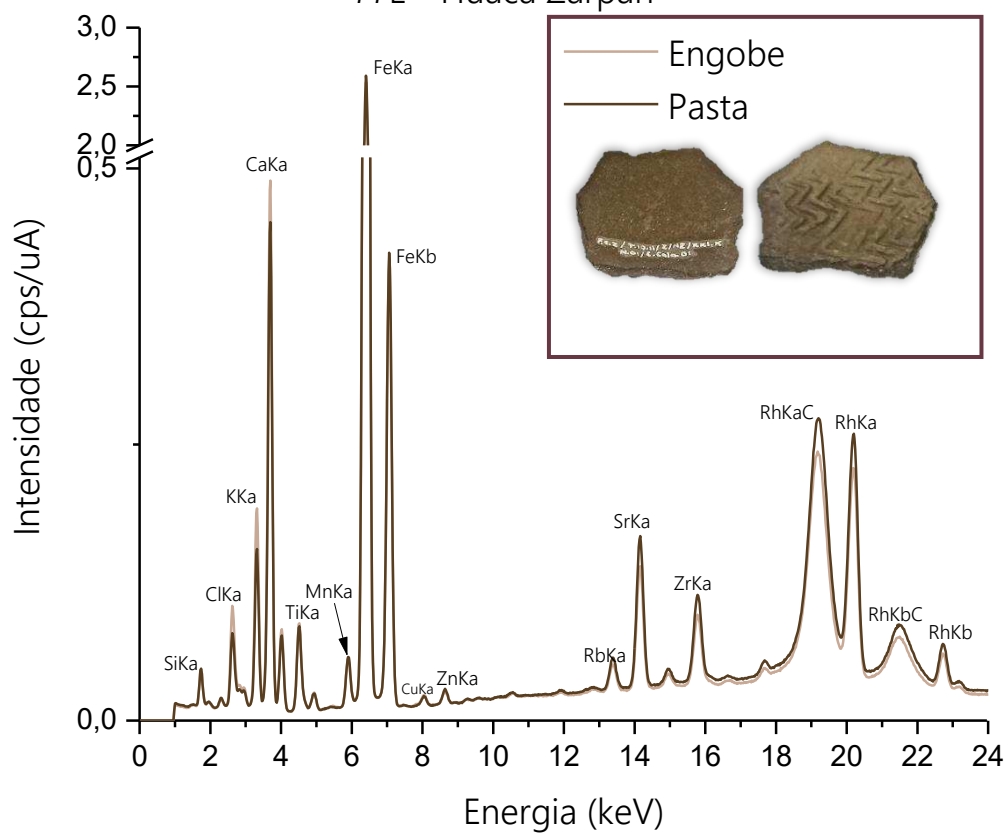 3,0
2,5
2,0
0,5
0,0
Intensidade (cps/uA)
Engobe
Pasta
FeKa
CaKa
FeKb
KKa
ClKa
TiKa
MnKa
SiKa
CuKa
ZnKa
RbKa
SrKa
ZrKa
RhKaC
RhKa
RhKbC
RhKb
0
2
4
6
8
10
12
14
16
18
20
22
24
Energia (keV)